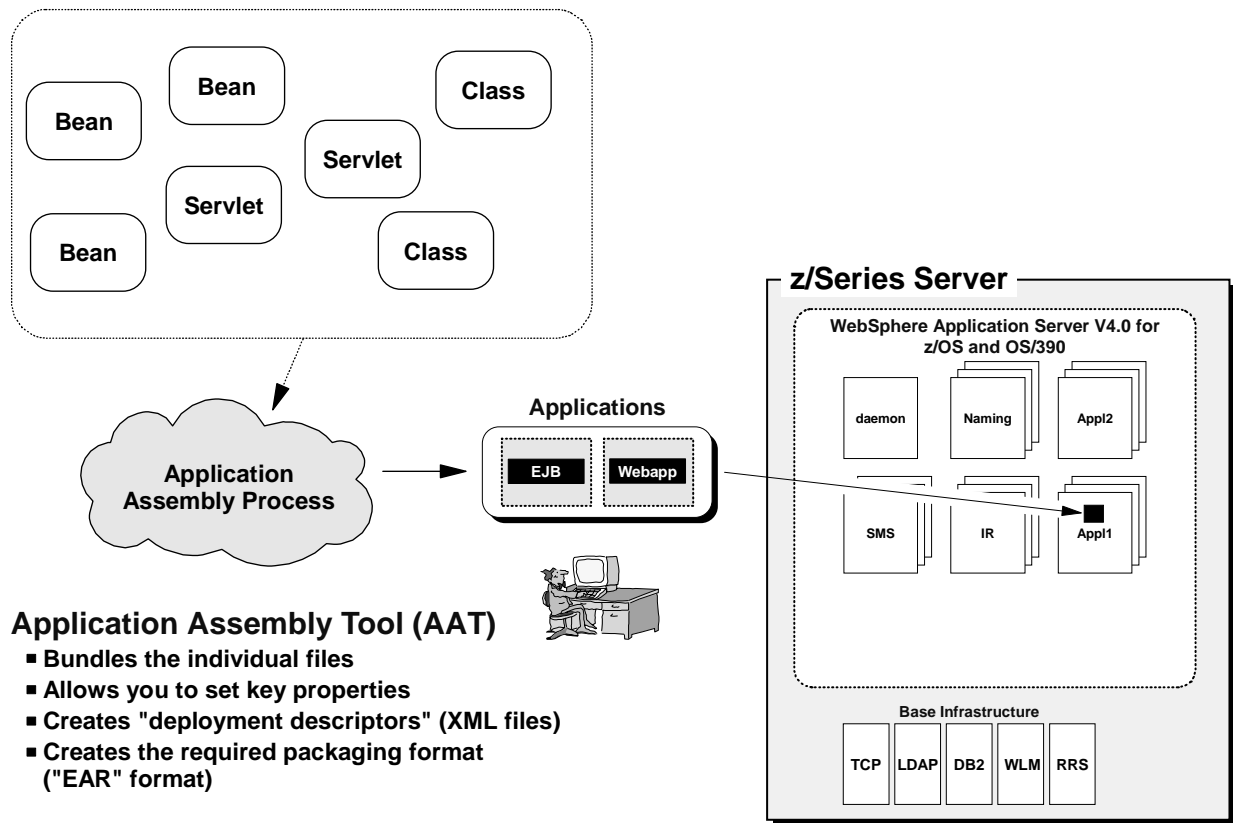 Bean
Bean
Class
Servlet
Servlet
Bean
Class
Application
Assembly Process
Applications
EJB
Webapp
z/Series Server
WebSphere Application Server V4.0 for
z/OS and OS/390
daemon
Naming
Appl2
SMS
IR
Appl1
Base Infrastructure
TCP
LDAP
DB2
WLM
RRS
Application Assembly Tool (AAT)
Bundles the individual files
Allows you to set key properties
Creates "deployment descriptors" (XML files)
Creates the required packaging format
("EAR" format)